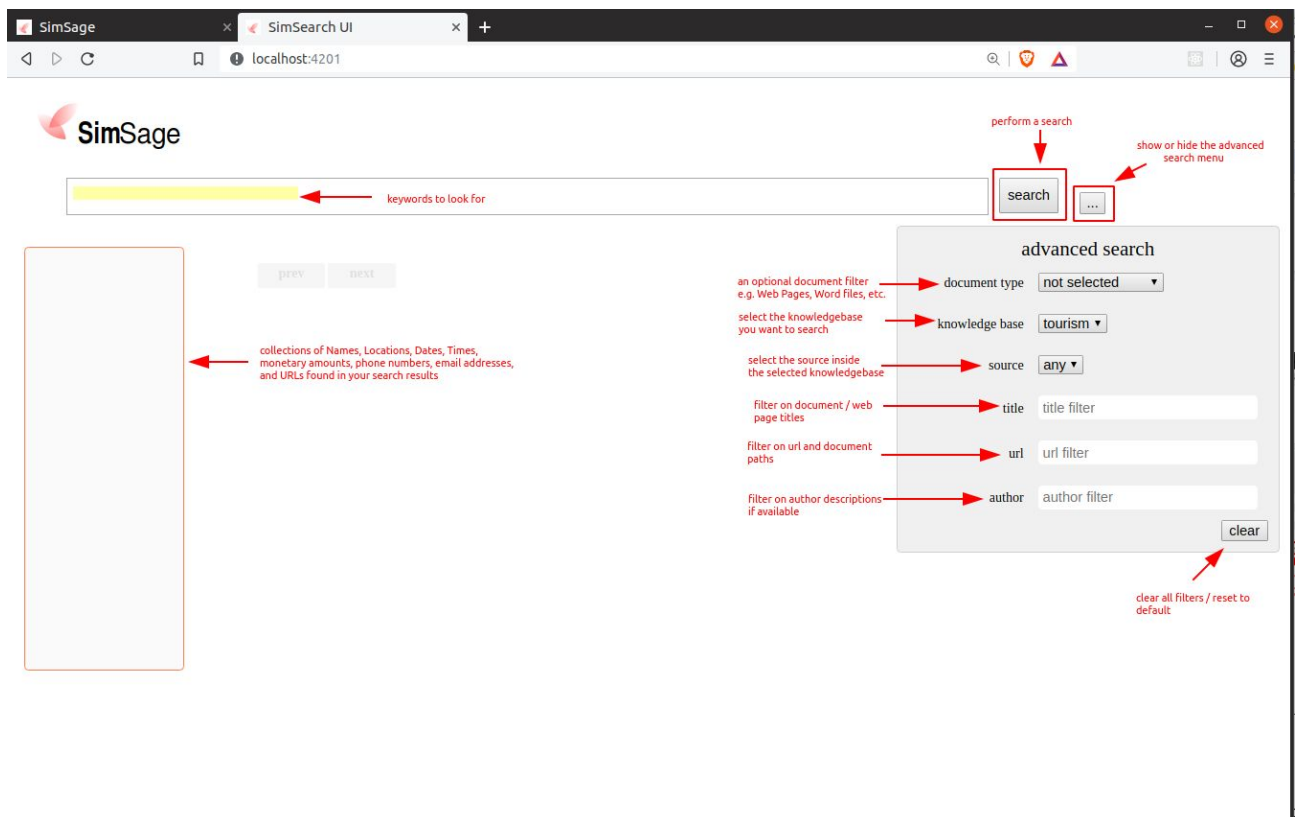 SimSage
SimSearch UI
localhost:4201
SimSage
perform a search
show or hide the advanced
search menu
keywords to look for
search
...
advanced search
prev next
an optional document filter
e.g. Web Pages, Word files, etc.
document type not selected
select the knowledgebase
you want to search
knowledge base tourism
collections of Names, Locations, Dates, Times,
monetary amounts, phone numbers, email addresses,
and URLs found in your search results
select the source inside
the selected knowledgebase
source any
filter on document / web
page titles
title title filter
filter on url and document
paths
url url filter
filter on author descriptions
if available
author author filter
clear
clear all filters / reset to
default